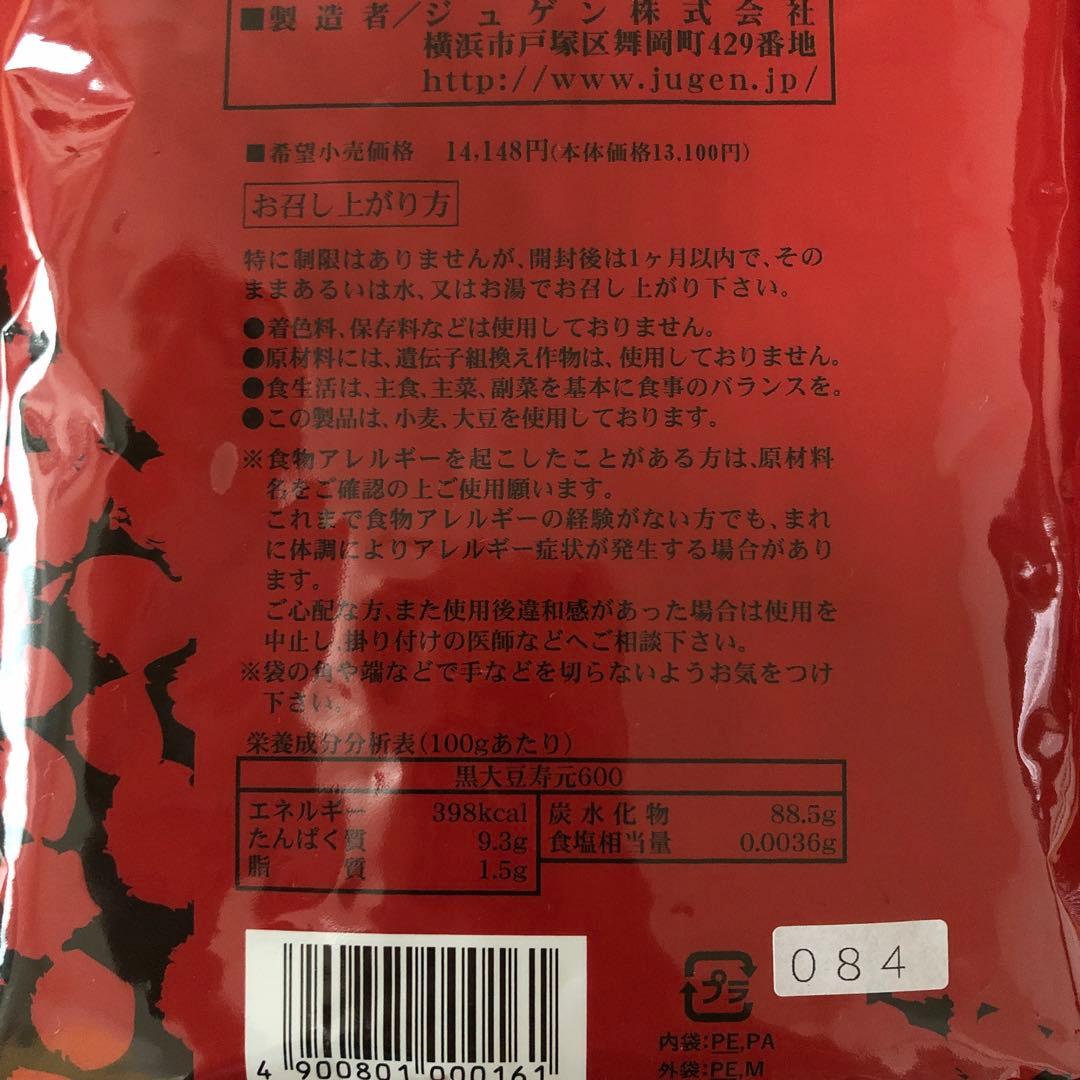 ■製造者／ジュゲン株式会社
横浜市戸塚区舞岡町429番地
http://www.jugen.jp/
■希望小売価格 14,148円(本体価格13,100円)
お召し上がり方
特に制限はありませんが、開封後は1ヶ月以内で、その
ままあるいは水、又はお湯でお召し上がり下さい。
●着色料、保存料などは使用しておりません。
●原材料には、遺伝子組換え作物は、使用しておりません。
●食生活は、主食、主菜、副菜を基本に食事のバランスを。
●この製品は、小麦、大豆を使用しております。
※食物アレルギーを起こしたことがある方は、原材料
名をご確認の上ご使用願います。
これまで食物アレルギーの経験がない方でも、まれ
に体調によりアレルギー症状が発生する場合があり
ます。
ご心配な方、また使用後違和感があった場合は使用を
中止し、掛り付けの医師などへご相談下さい。
※袋の角や端などで手などを切らないようお気をつけ
下さい。
栄養成分分析表(100gあたり)
黒大豆寿元600
エネルギー 398kcal 炭水化物 88.5g
たんぱく質 9.3g 食塩相当量 0.0036g
脂質 1.5g
084
プラ
内袋:PE,PA
外袋:PE,M
4 900801 000161